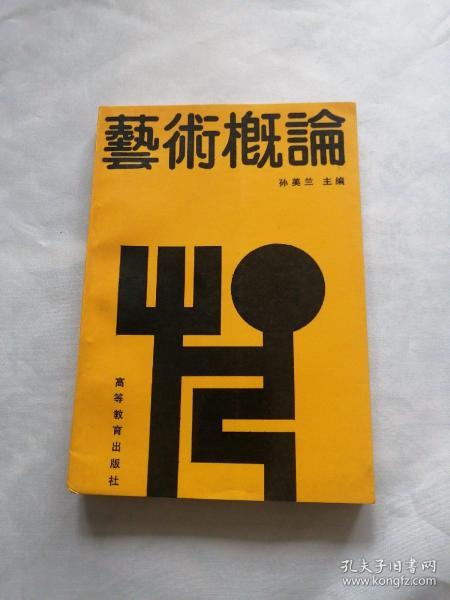 藝術概論
孙美兰 主编
高等教育出版社
孔夫子旧书网
www.kongfz.com